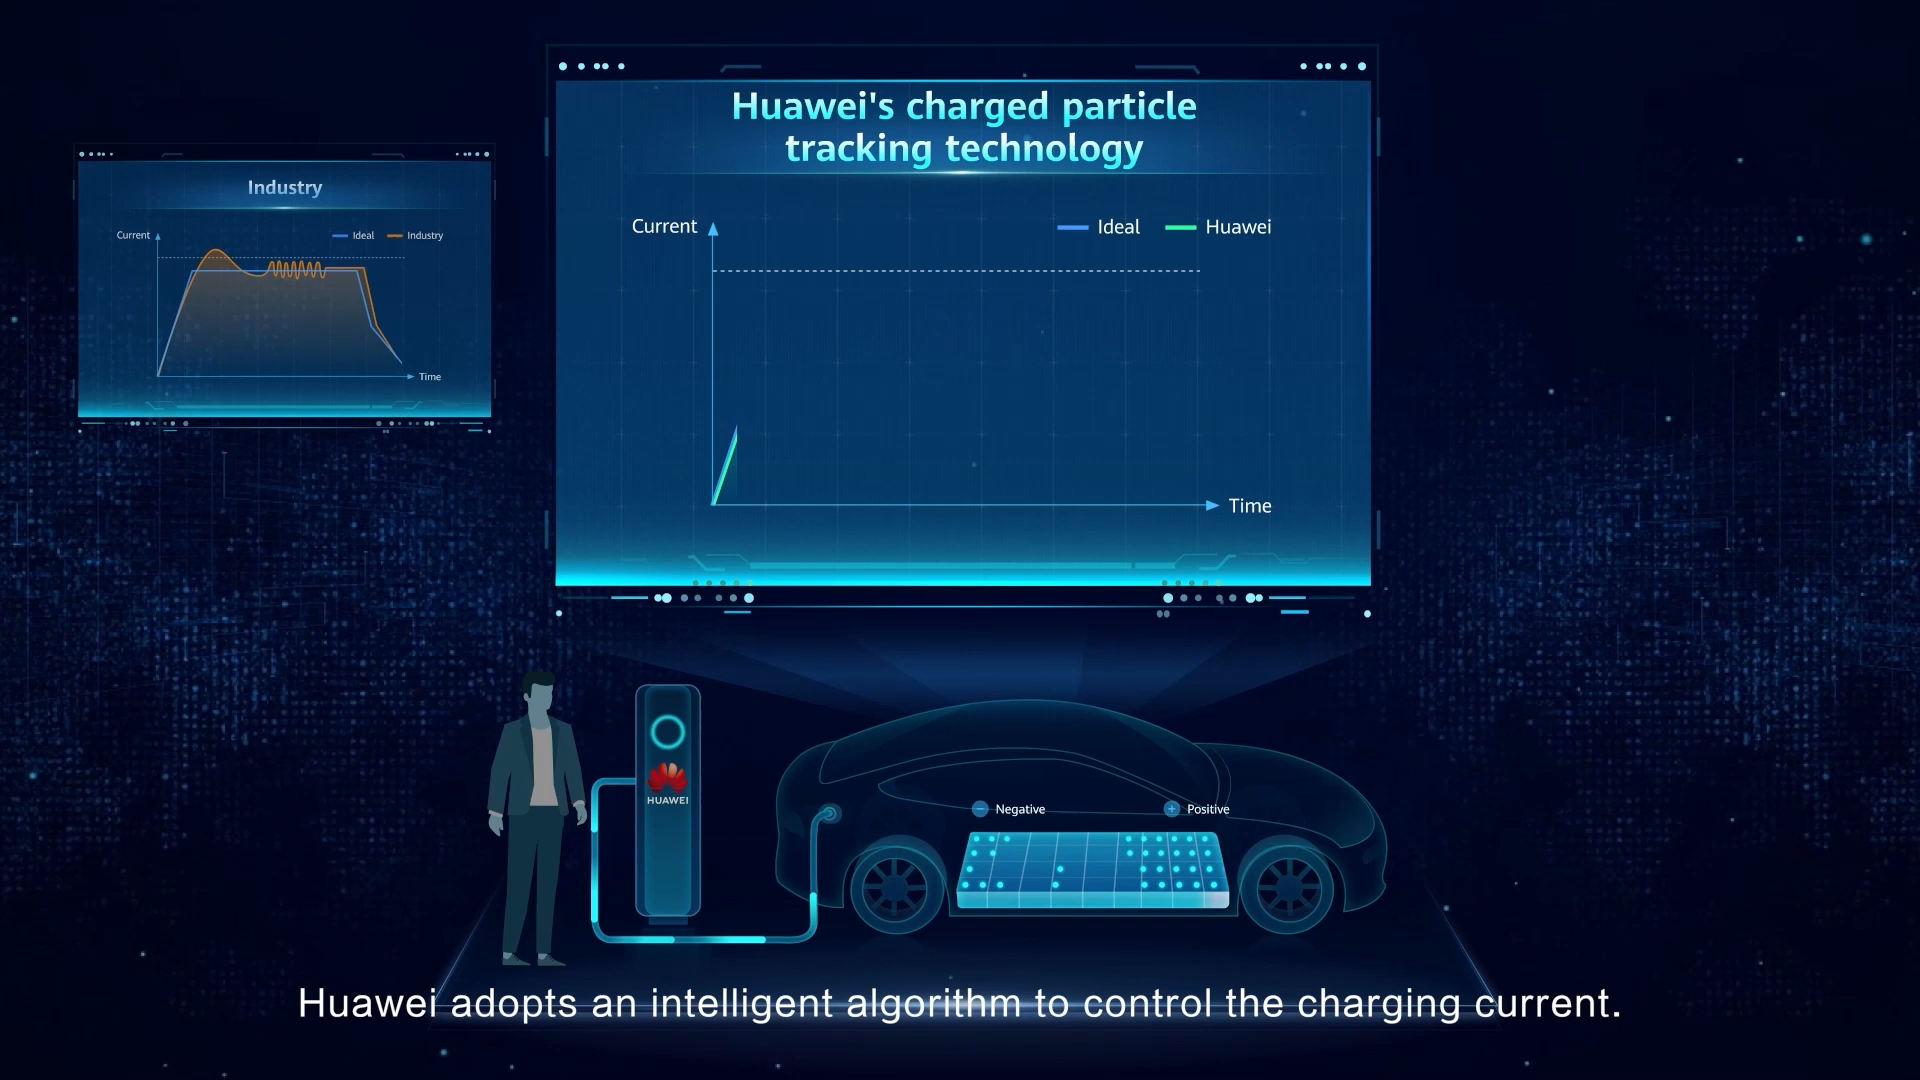 Huawei's charged particle
tracking technology
Industry
Current
Ideal
Industry
Time
Current
Ideal
Huawei
Time
HUAWEI
Negative
Positive
Huawei adopts an intelligent algorithm to control the charging current.